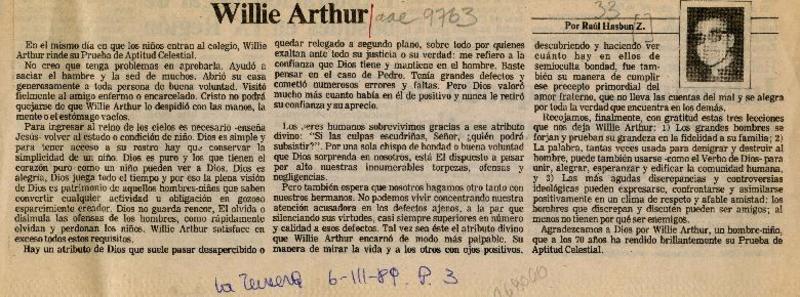 Willie Arthur
aae 9763
33
Por Raúl Hasbun Z.
En el mismo día en que los niños entran al colegio, Willie
Arthur rinde su Prueba de Aptitud Celestial.
No creo que tenga problemas en aprobarla. Ayudó a
saciar el hambre y la sed de muchos. Abrió su casa
generosamente a toda persona de buena voluntad. Visitó
fielmente al amigo enfermo o encarcelado. Cristo no podrá
quejarse de que Willie Arthur lo despidió con las manos, la
mente o el estómago vacíos.
Para ingresar al reino de los cielos es necesario -enseña
Jesús- volver al estado o condición de niño. Dios es simple y
para tener acceso a su rostro hay que conservar la
simplicidad de un niño. Dios es puro y los que tienen el
corazón puro como un niño pueden ver a Dios. Dios es
alegría, Dios juega todo el tiempo y por eso la plena visión
de Dios es patrimonio de aquellos hombres-niños que saben
convertir cualquier actividad u obligación en gozoso
esparcimiento creador. Dios no guarda rencor, El olvida o
disimula las ofensas de los hombres, como rápidamente
olvidan y perdonan los niños. Willie Arthur satisface en
exceso todos estos requisitos.
Hay un atributo de Dios que suele pasar desapercibido o
quedar relegado a segundo plano, sobre todo por quienes
exaltan ante todo su justicia o su verdad: me refiero a la
confianza que Dios tiene y mantiene en el hombre. Baste
pensar en el caso de Pedro. Tenía grandes defectos y
cometió numerosos errores y faltas. Pero Dios valoró
mucho más cuanto había en él de positivo y nunca le retiró
su confianza y su aprecio.
Los seres humanos sobrevivimos gracias a ese atributo
divino: "Si las culpas escudriñas, Señor, ¿quién podrá
subsistir?". Por una sola chispa de bondad o buena voluntad
que Dios sorprenda en nosotros, está El dispuesto a pasar
por alto nuestras innumerables torpezas, ofensas y
negligencias.
Pero también espera que nosotros hagamos otro tanto con
nuestros hermanos. No podemos vivir concentrando nuestra
atención acusadora en los defectos ajenos, a la par que
silenciando sus virtudes, casi siempre superiores en número
y calidad a esos defectos. Tal vez sea éste el atributo divino
que Willie Arthur encarnó de modo más palpable. Su
manera de mirar la vida y a los otros con ojos positivos,
descubriendo y haciendo ver
cuánto hay en ellos de
semioculta bondad, fue tam-
bién su manera de cumplir
ese precepto primordial del
amor fraterno, que no lleva las cuentas del mal y se alegra
por toda la verdad que encuentra en los demás.
Recojamos, finalmente, con gratitud estas tres lecciones
que nos deja Willie Arthur: 1) Los grandes hombres se
forjan y prueban su grandeza en la fidelidad a su familia; 2)
La palabra, tantas veces usada para denigrar y destruir al
hombre, puede también usarse -como el Verbo de Dios- para
unir, alegrar, esperanzar y edificar la comunidad humana,
y 3) Las más agudas discrepancias y controversias
ideológicas pueden expresarse, confrontarse y asimilarse
positivamente en un clima de respeto y afable amistad: los
hombres que discrepan y discuten pueden ser amigos; al
menos no tienen por qué ser enemigos.
Agradezcamos a Dios por Willie Arthur, un hombre-niño,
que a los 70 años ha rendido brillantemente su Prueba de
Aptitud Celestial.
La Tercera 6-III-89. P. 3